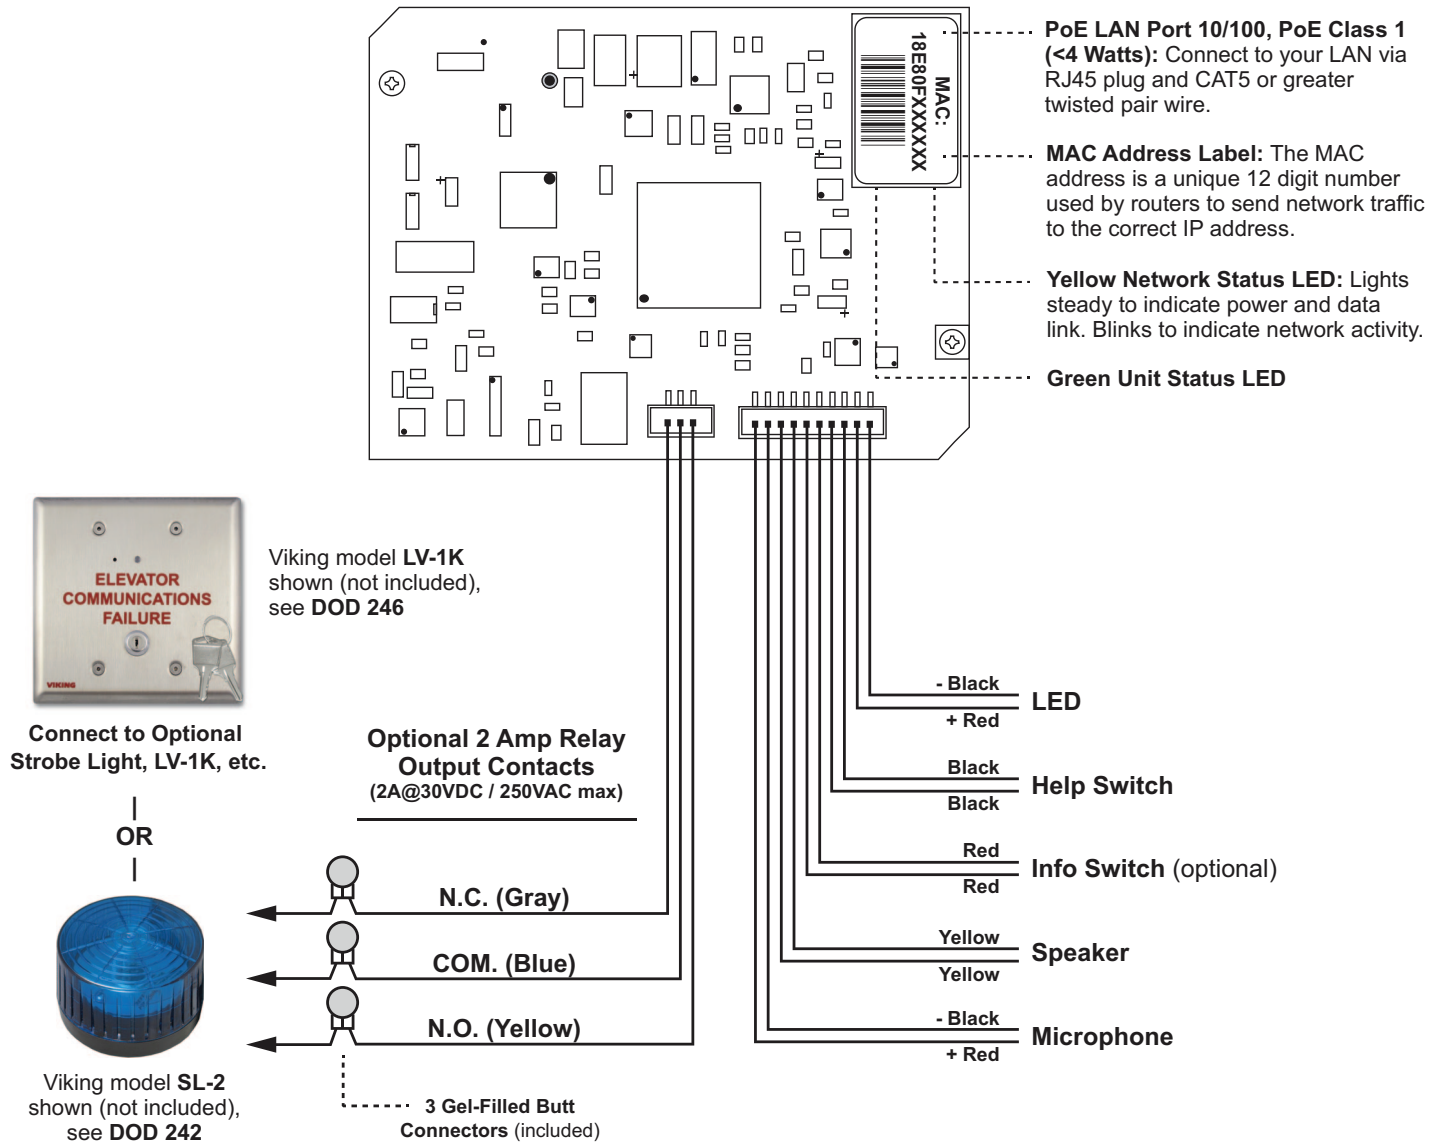 PoE LAN Port 10/100, PoE Class 1
(<4 Watts): Connect to your LAN via
RJ45 plug and CAT5 or greater
twisted pair wire.
MAC:
18E80FXXXXXX
MAC Address Label: The MAC
address is a unique 12 digit number
used by routers to send network traffic
to the correct IP address.
Yellow Network Status LED: Lights
steady to indicate power and data
link. Blinks to indicate network activity.
Green Unit Status LED
ELEVATOR
COMMUNICATIONS
FAILURE
VIKING
Viking model LV-1K
shown (not included),
see DOD 246
Connect to Optional
Strobe Light, LV-1K, etc.
OR
Optional 2 Amp Relay
Output Contacts
(2A@30VDC / 250VAC max)
N.C. (Gray)
COM. (Blue)
N.O. (Yellow)
3 Gel-Filled Butt
Connectors (included)
Viking model SL-2
shown (not included),
see DOD 242
- Black
+ Red
LED
Black
Black
Help Switch
Red
Red
Info Switch (optional)
Yellow
Yellow
Speaker
- Black
+ Red
Microphone